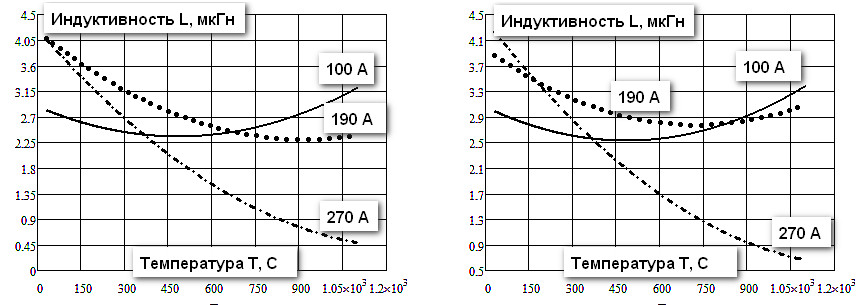 Индуктивность L, мкГн
4.5
4.05
3.6
3.15
2.7
2.25
1.8
1.35
0.9
0.45
0
100 А
190 А
270 А
Температура Т, С
0 150 300 450 600 750 900 1.05×10³ 1.2×10³
Индуктивность L, мкГн
4.5
4.1
3.7
3.3
2.9
2.5
2.1
1.7
1.3
0.9
0.5
100 А
190 А
270 А
Температура Т, С
0 150 300 450 600 750 900 1.05×10³ 1.2×10³